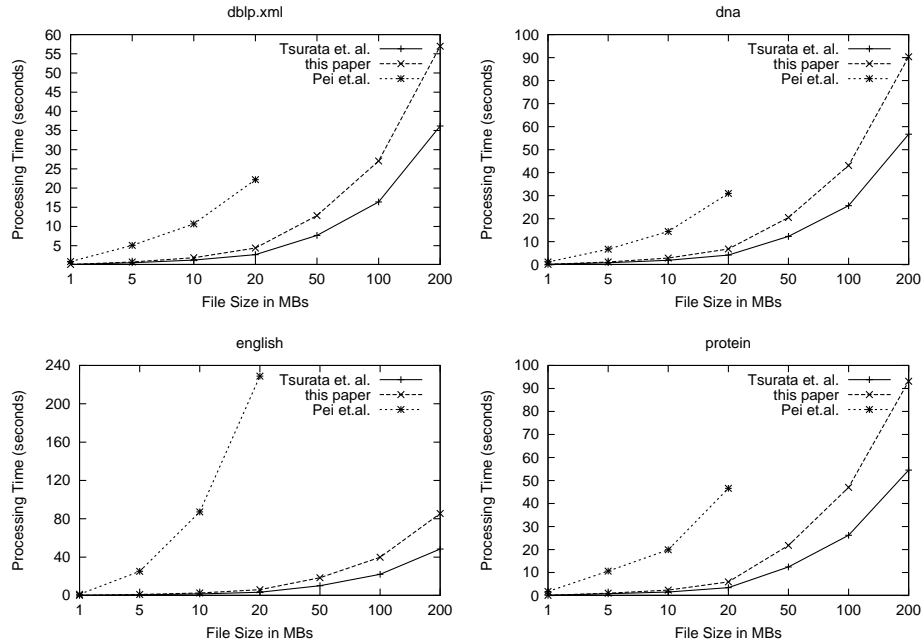 dblp.xml
Processing Time (seconds)
60
55
50
45
40
35
30
25
20
15
10
5
Tsurata et. al.
this paper
Pei et.al.
1 5 10 20 50 100 200
File Size in MBs
dna
Processing Time (seconds)
100
90
80
70
60
50
40
30
20
10
0
Tsurata et. al.
this paper
Pei et.al.
1 5 10 20 50 100 200
File Size in MBs
english
Processing Time (seconds)
240
200
160
120
80
40
0
Tsurata et. al.
this paper
Pei et.al.
1 5 10 20 50 100 200
File Size in MBs
protein
Processing Time (seconds)
100
90
80
70
60
50
40
30
20
10
0
Tsurata et. al.
this paper
Pei et.al.
1 5 10 20 50 100 200
File Size in MBs